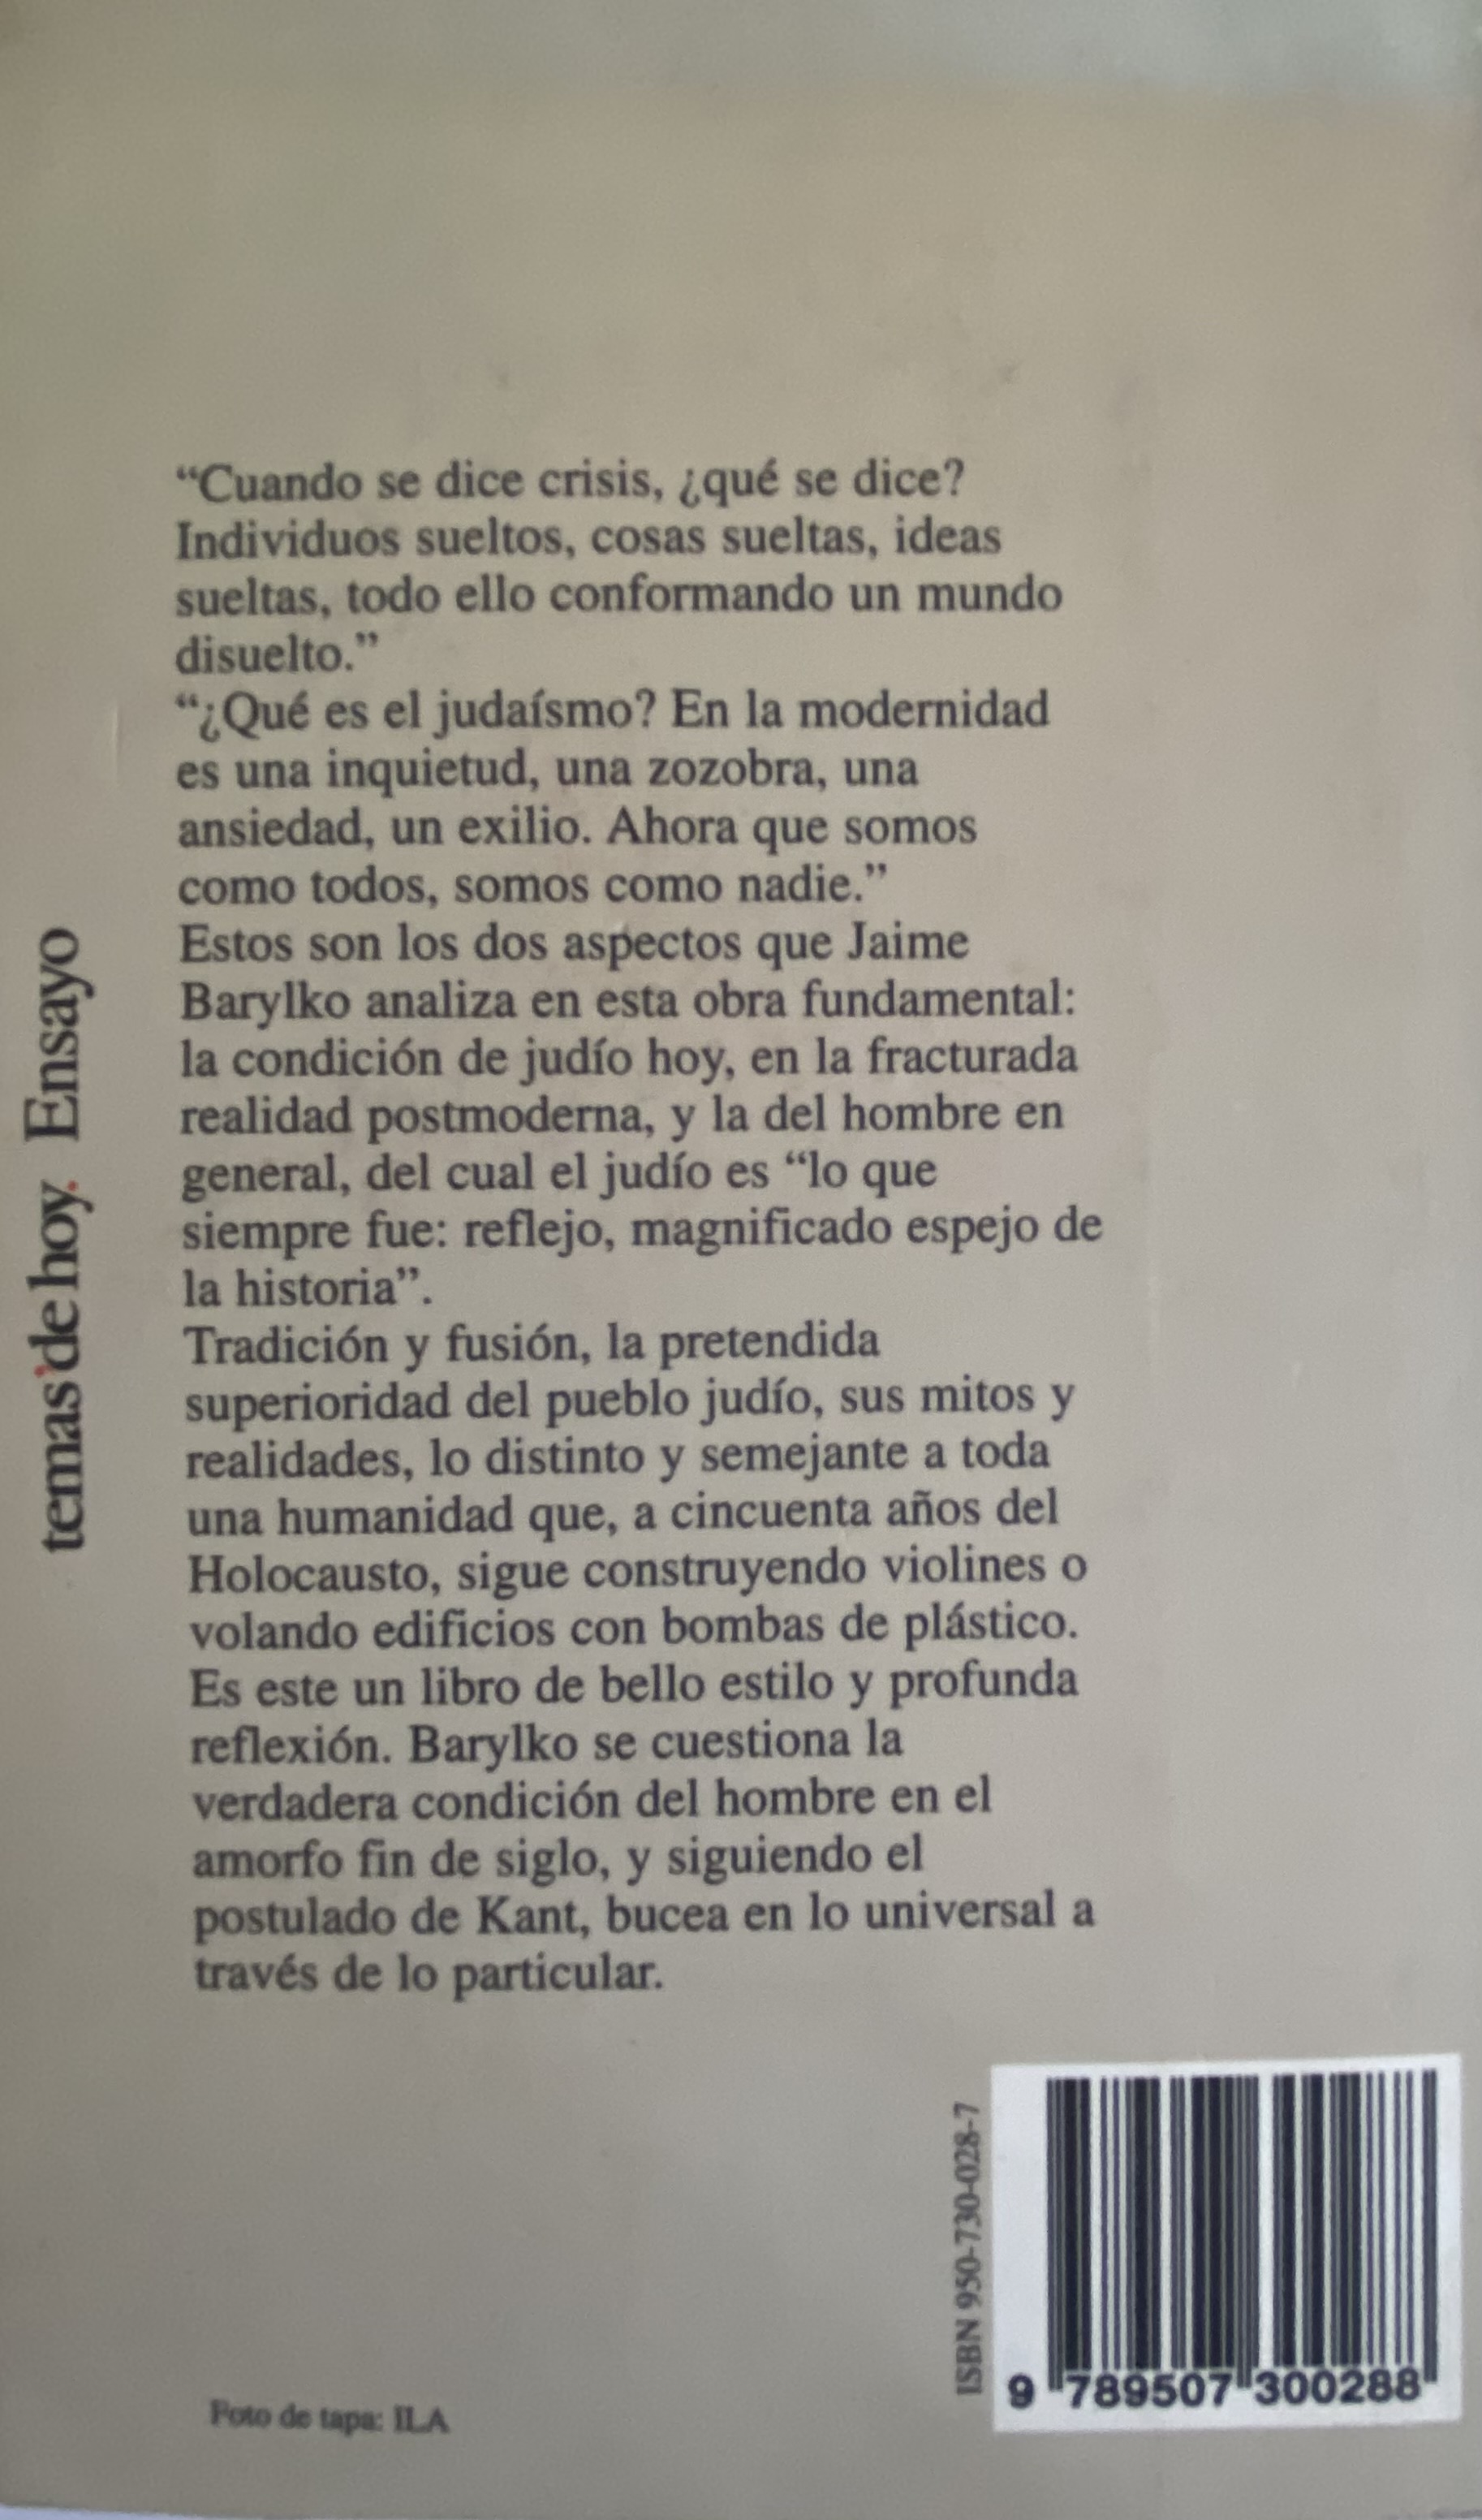 “Cuando se dice crisis, ¿qué se dice?
Individuos sueltos, cosas sueltas, ideas
sueltas, todo ello conformando un mundo
disuelto.”
“¿Qué es el judaísmo? En la modernidad
es una inquietud, una zozobra, una
ansiedad, un exilio. Ahora que somos
como todos, somos como nadie.”
Estos son los dos aspectos que Jaime
Barylko analiza en esta obra fundamental:
la condición de judío hoy, en la fracturada
realidad postmoderna, y la del hombre en
general, del cual el judío es “lo que
siempre fue: reflejo, magnificado espejo de
la historia”.
Tradición y fusión, la pretendida
superioridad del pueblo judío, sus mitos y
realidades, lo distinto y semejante a toda
una humanidad que, a cincuenta años del
Holocausto, sigue construyendo violines o
volando edificios con bombas de plástico.
Es este un libro de bello estilo y profunda
reflexión. Barylko se cuestiona la
verdadera condición del hombre en el
amorfo fin de siglo, y siguiendo el
postulado de Kant, bucea en lo universal a
través de lo particular.
temas'de hoy. Ensayo
ISBN 950-730-028-7
9 789507 300288
Foto de tapa: ILA